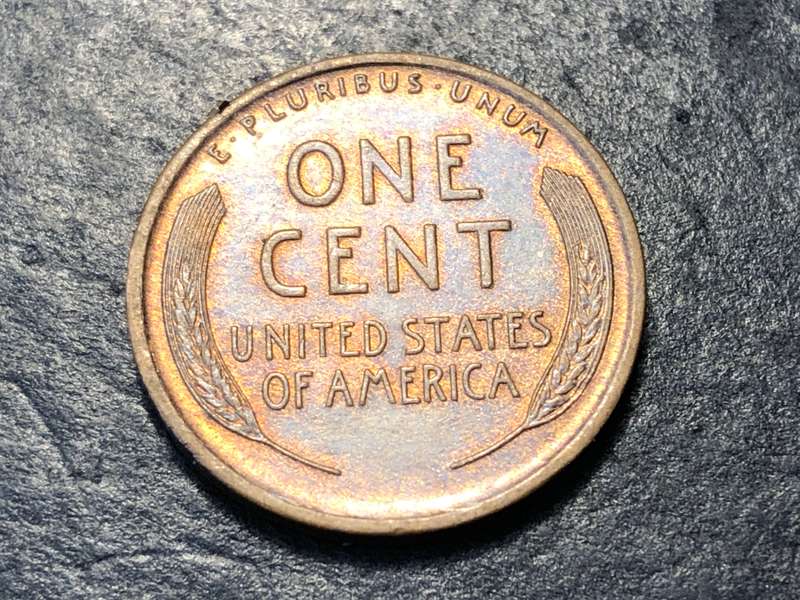 E·PLURIBUS·UNUM
ONE
CENT
UNITED STATES
OF AMERICA